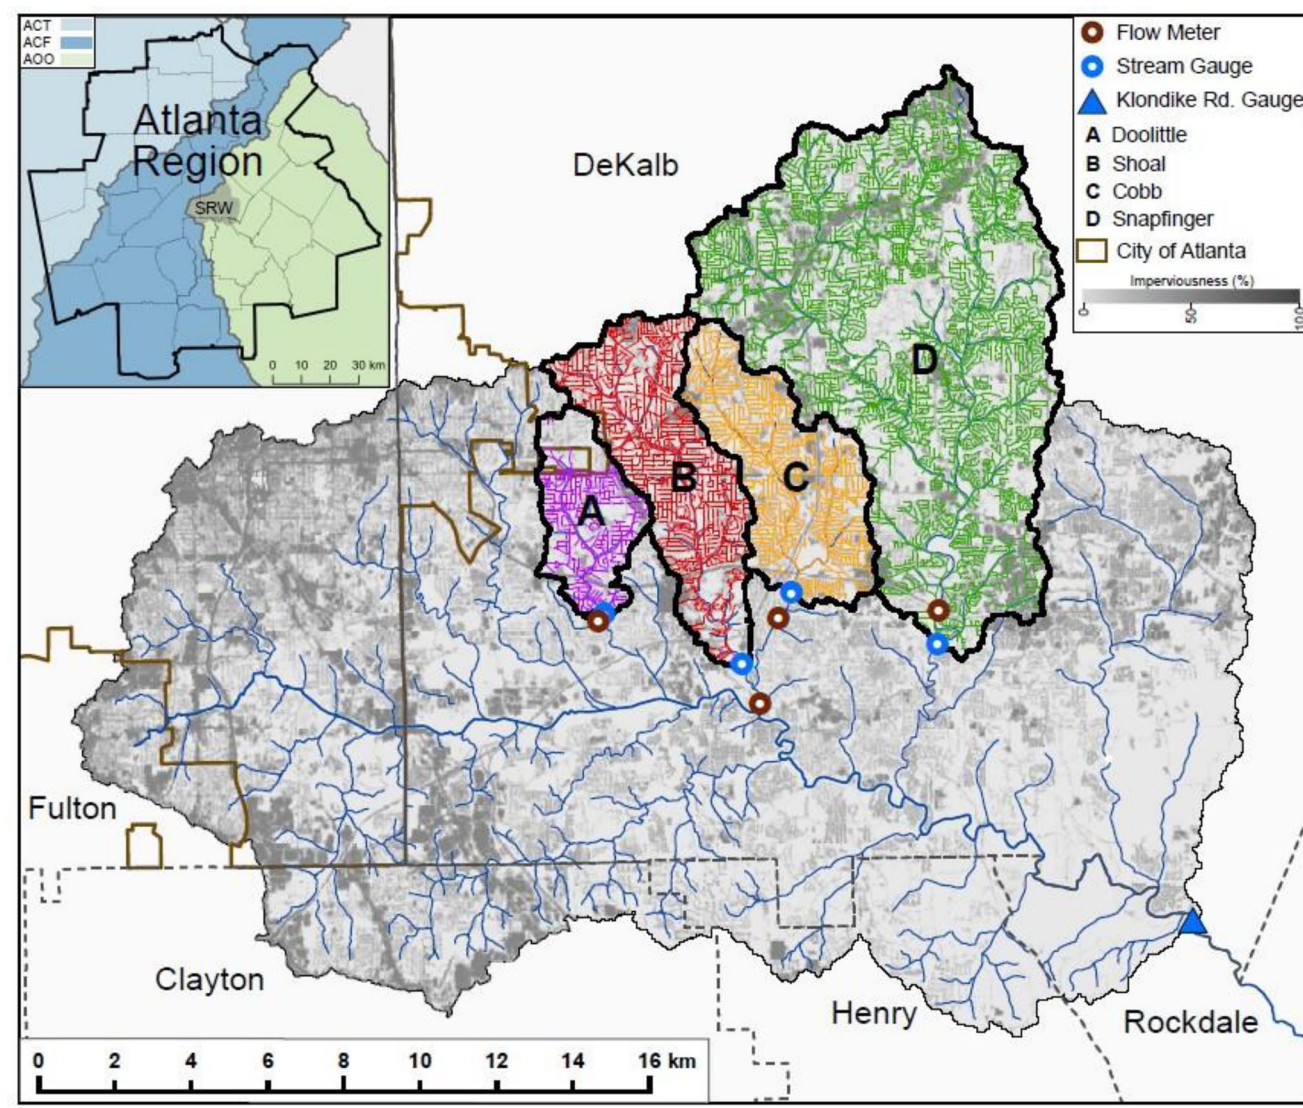 ACT
ACF
AOO
Atlanta
Region
SRW
0 10 20 30 km
DeKalb
Flow Meter
Stream Gauge
Klondike Rd. Gauge
A Doolittle
B Shoal
C Cobb
D Snapfinger
City of Atlanta
Imperviousness (%)
0 50 100
D
A
B
C
Fulton
Clayton
Henry
Rockdale
0 2 4 6 8 10 12 14 16 km